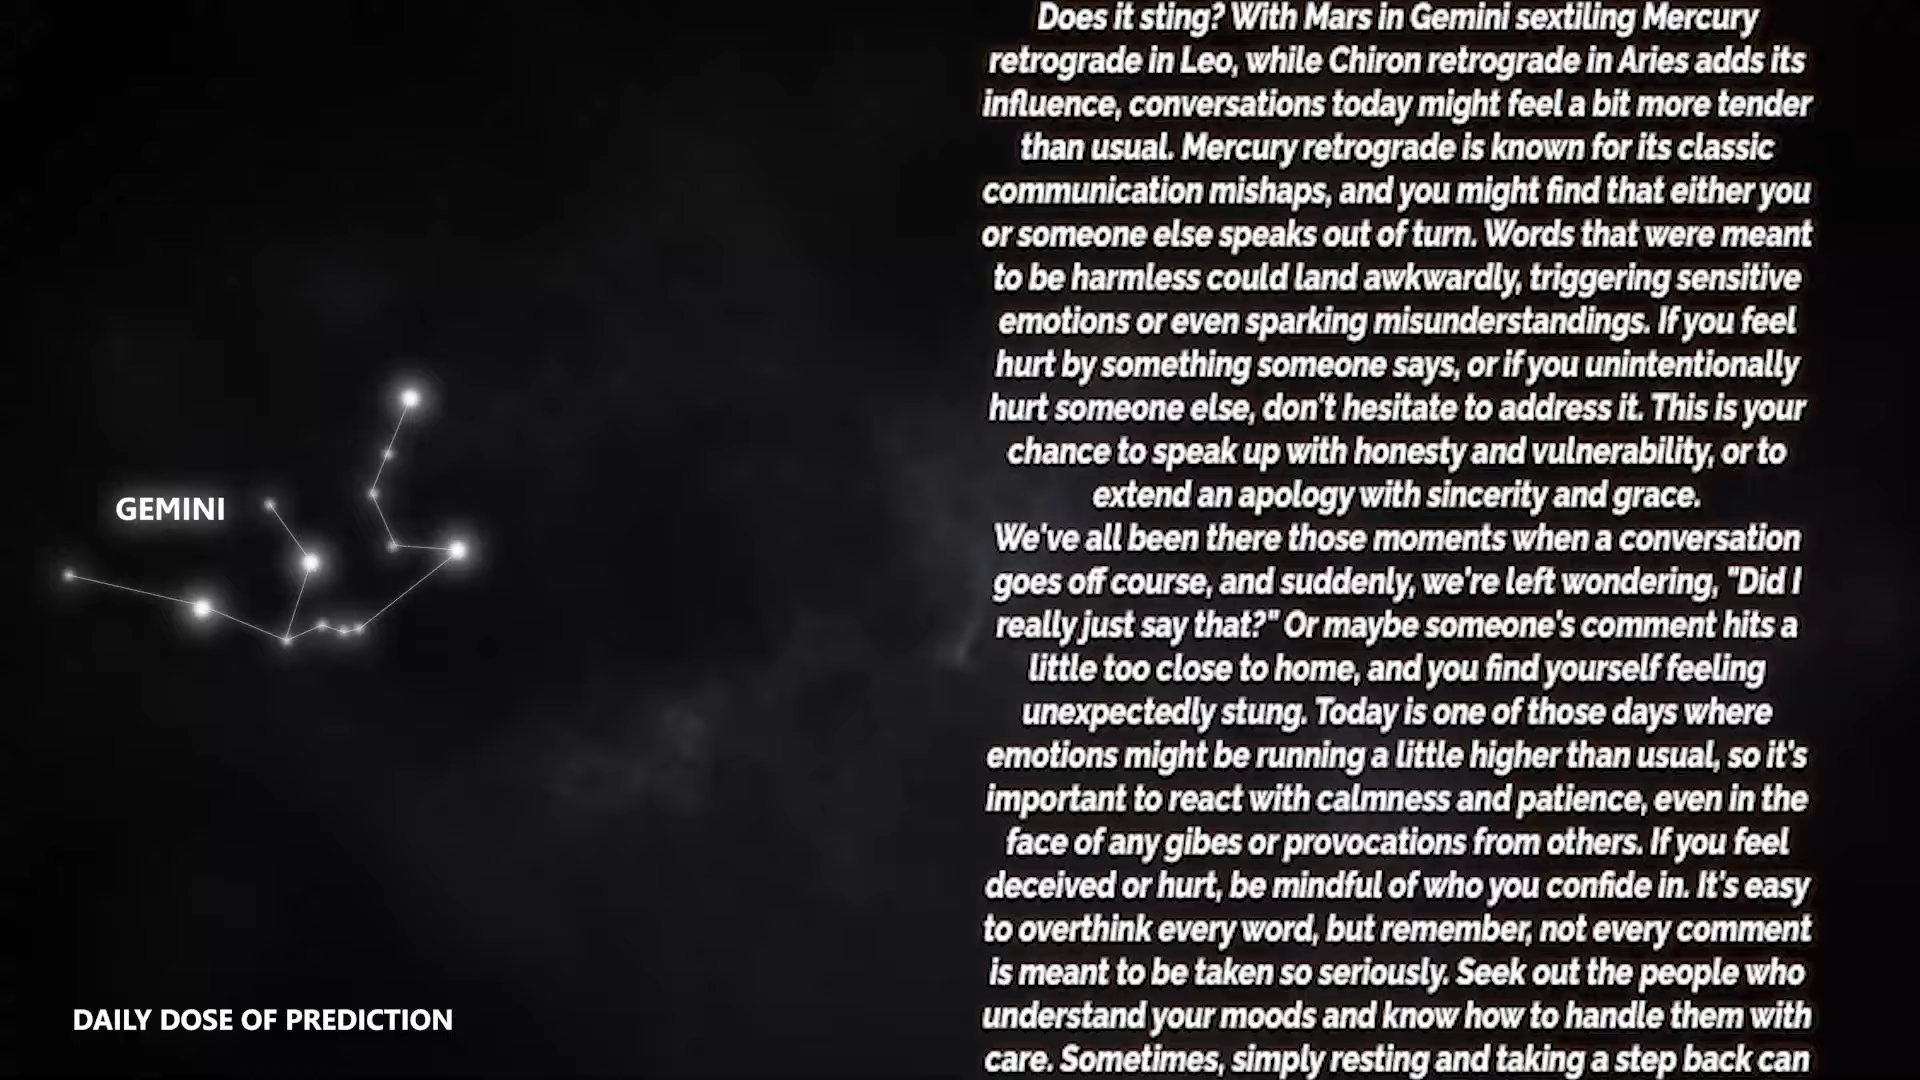 GEMINI
DAILY DOSE OF PREDICTION
Does it sting? With Mars in Gemini sextiling Mercury
retrograde in Leo, while Chiron retrograde in Aries adds its
influence, conversations today might feel a bit more tender
than usual. Mercury retrograde is known for its classic
communication mishaps, and you might find that either you
or someone else speaks out of turn. Words that were meant
to be harmless could land awkwardly, triggering sensitive
emotions or even sparking misunderstandings. If you feel
hurt by something someone says, or if you unintentionally
hurt someone else, don't hesitate to address it. This is your
chance to speak up with honesty and vulnerability, or to
extend an apology with sincerity and grace.
We've all been there those moments when a conversation
goes off course, and suddenly, we're left wondering, "Did I
really just say that?" Or maybe someone's comment hits a
little too close to home, and you find yourself feeling
unexpectedly stung. Today is one of those days where
emotions might be running a little higher than usual, so it's
important to react with calmness and patience, even in the
face of any gibes or provocations from others. If you feel
deceived or hurt, be mindful of who you confide in. It's easy
to overthink every word, but remember, not every comment
is meant to be taken so seriously. Seek out the people who
understand your moods and know how to handle them with
care. Sometimes, simply resting and taking a step back can